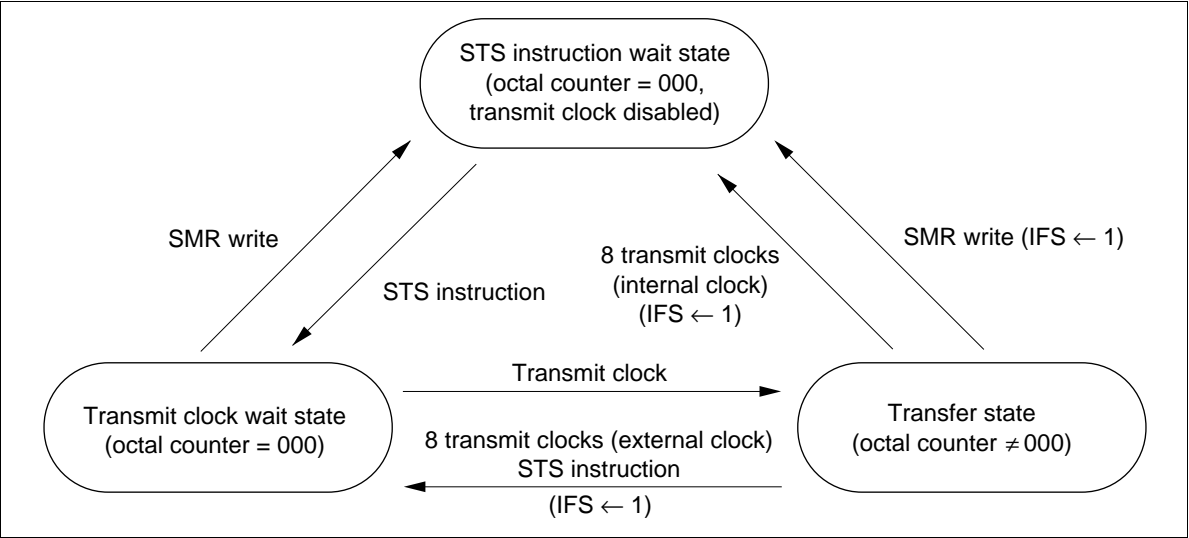 STS instruction wait state
(octal counter = 000,
transmit clock disabled)
SMR write
STS instruction
8 transmit clocks
(internal clock)
(IFS ← 1)
SMR write (IFS ← 1)
Transmit clock wait state
(octal counter = 000)
Transmit clock
8 transmit clocks (external clock)
STS instruction
(IFS ← 1)
Transfer state
(octal counter ≠ 000)